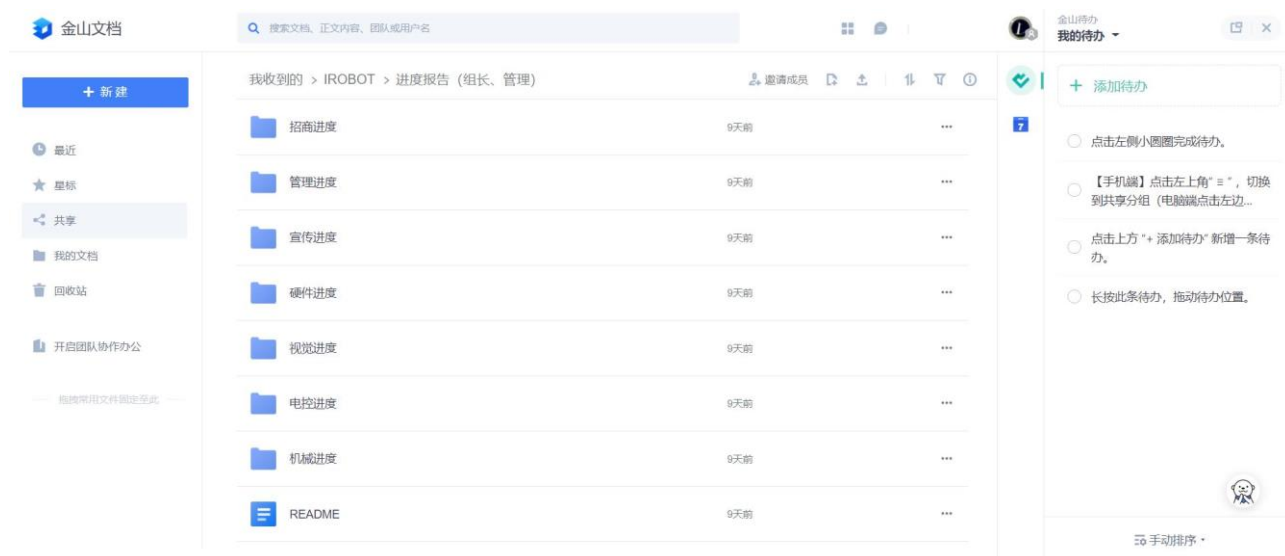 金山文档
搜索文档、正文内容、团队或用户名
金山待办
我的待办
+ 新建
最近
星标
共享
我的文档
回收站
开启团队协作办公
拖拽常用文件固定至此
我收到的 > IROBOT > 进度报告（组长、管理）
邀请成员
招商进度 9天前 ···
管理进度 9天前 ···
宣传进度 9天前 ···
硬件进度 9天前 ···
视觉进度 9天前 ···
电控进度 9天前 ···
机械进度 9天前 ···
README 9天前 ···
7
+ 添加待办
点击左侧小圆圈完成待办。
【手机端】点击左上角“ ≡ ”，切换
到共享分组（电脑端点击左边...
点击上方 “+ 添加待办” 新增一条待
办。
长按此条待办，拖动待办位置。
手动排序